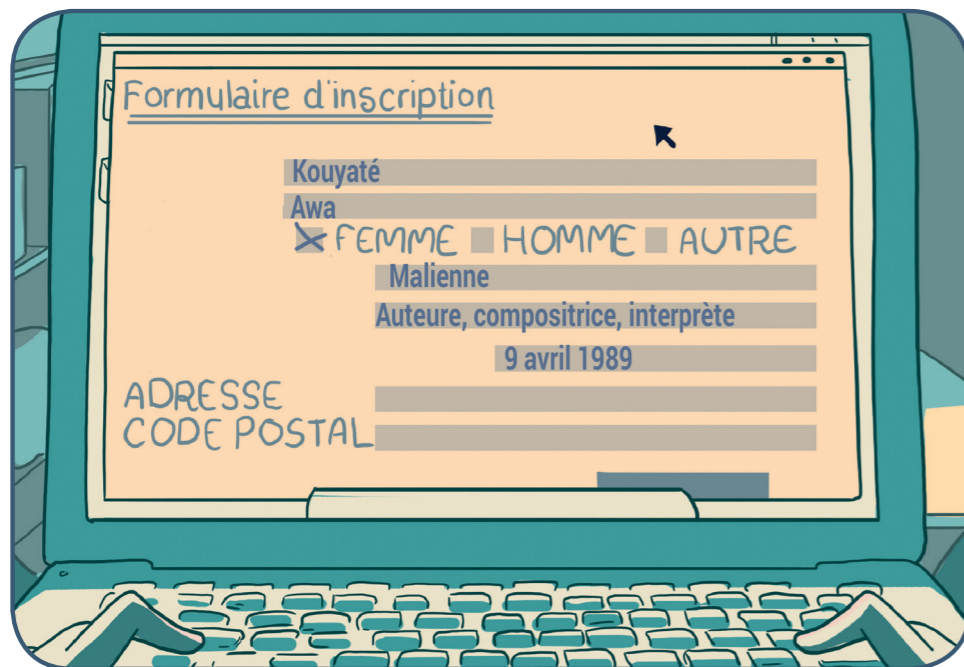 Formulaire d'inscription
Kouyaté
Awa
FEMME HOMME AUTRE
Malienne
Auteure, compositrice, interprète
9 avril 1989
ADRESSE
CODE POSTAL